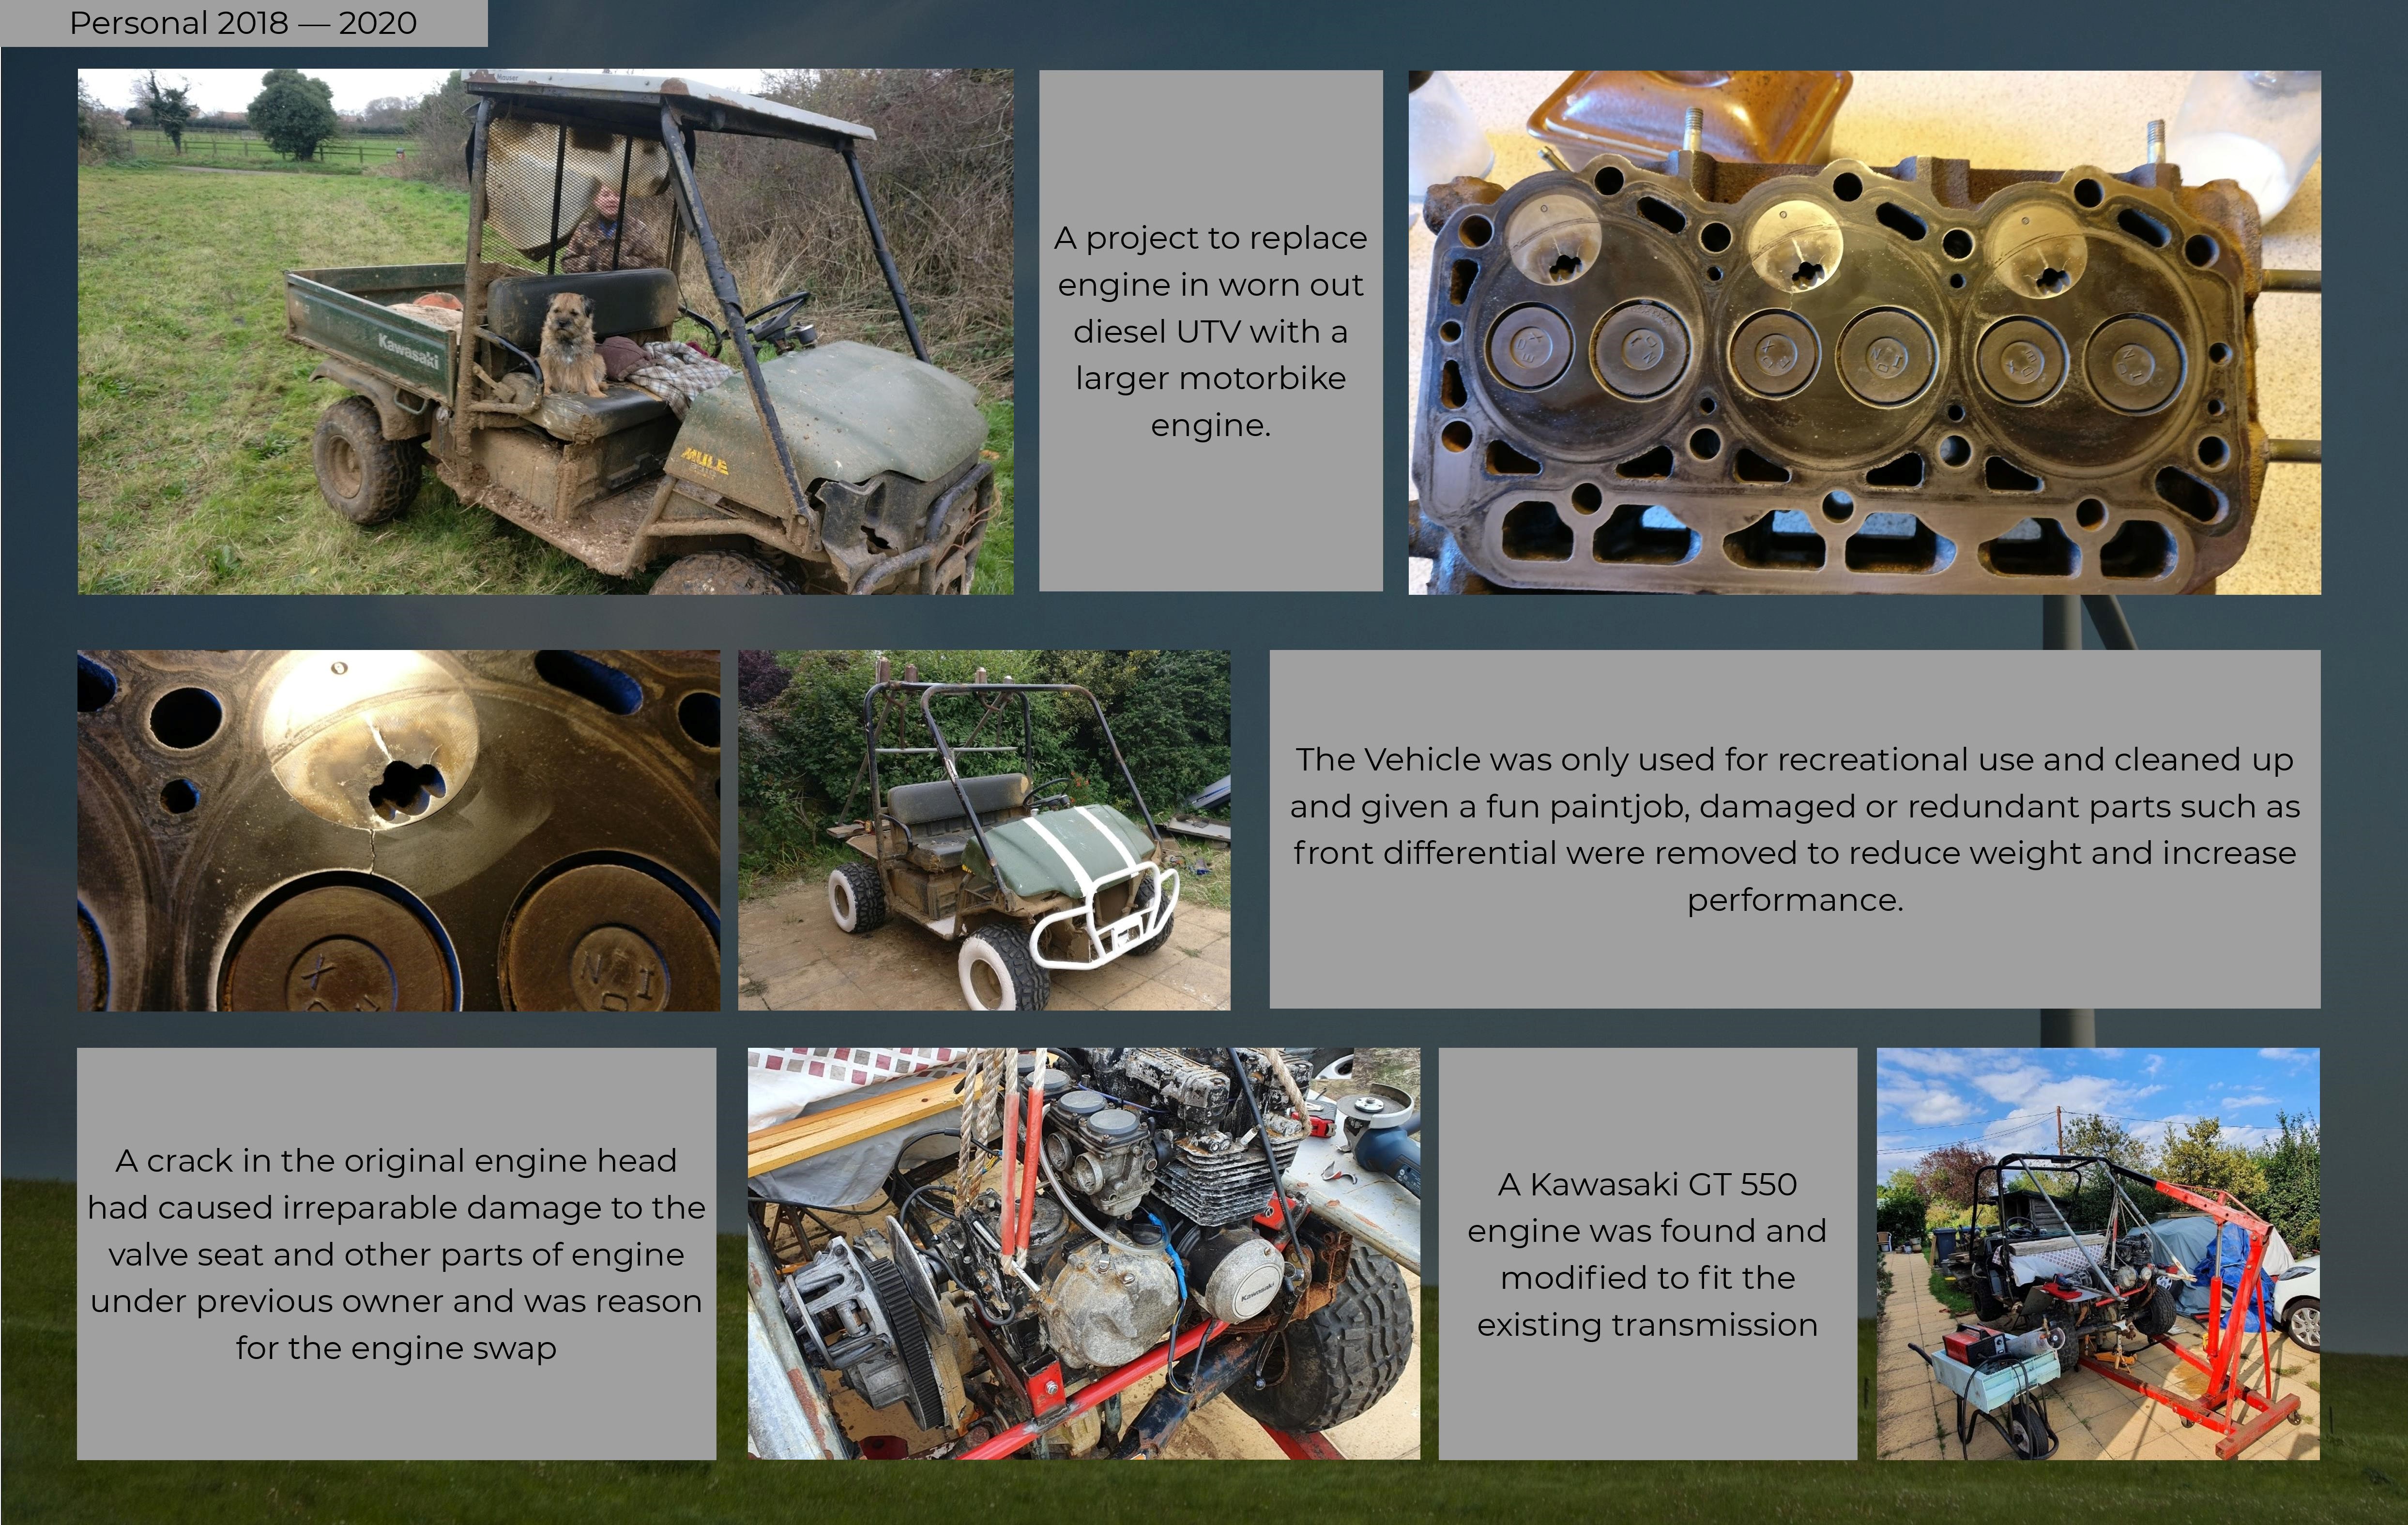 Personal 2018 — 2020
Kawasaki
MULE
A project to replace
engine in worn out
diesel UTV with a
larger motorbike
engine.
The Vehicle was only used for recreational use and cleaned up
and given a fun paintjob, damaged or redundant parts such as
front differential were removed to reduce weight and increase
performance.
A crack in the original engine head
had caused irreparable damage to the
valve seat and other parts of engine
under previous owner and was reason
for the engine swap
Kawasaki
A Kawasaki GT 550
engine was found and
modified to fit the
existing transmission